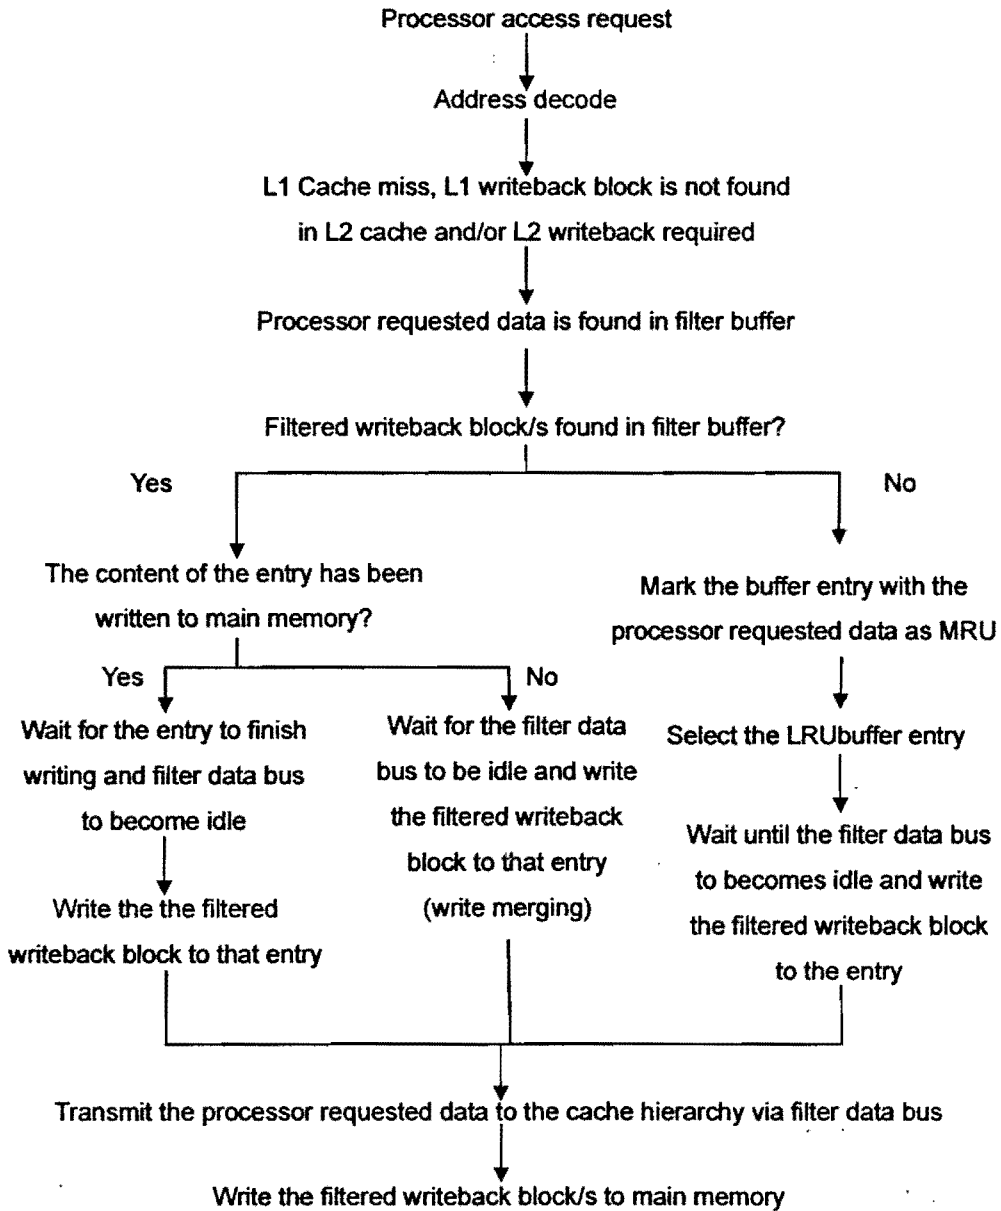 Processor access request
Address decode
L1 Cache miss, L1 writeback block is not found
in L2 cache and/or L2 writeback required
Processor requested data is found in filter buffer
Filtered writeback block/s found in filter buffer?
Yes
No
The content of the entry has been
written to main memory?
Mark the buffer entry with the
processor requested data as MRU
Yes
No
Wait for the entry to finish
writing and filter data bus
to become idle
Wait for the filter data
bus to be idle and write
the filtered writeback
block to that entry
(write merging)
Select the LRUbuffer entry
Write the the filtered
writeback block to that entry
Wait until the filter data bus
to becomes idle and write
the filtered writeback block
to the entry
Transmit the processor requested data to the cache hierarchy via filter data bus
Write the filtered writeback block/s to main memory